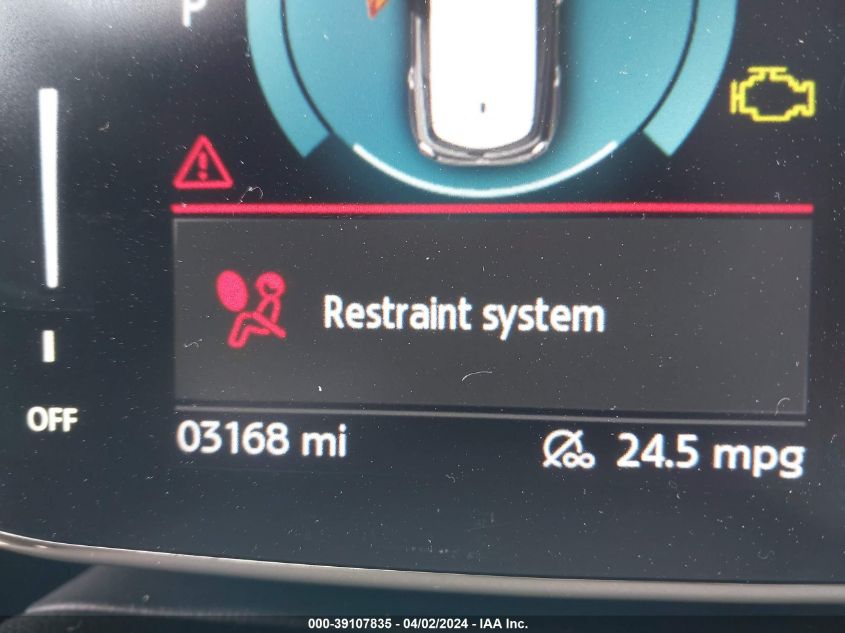 P
Restraint system
OFF
03168 mi
24.5 mpg
000-39107835 - 04/02/2024 - IAA Inc.